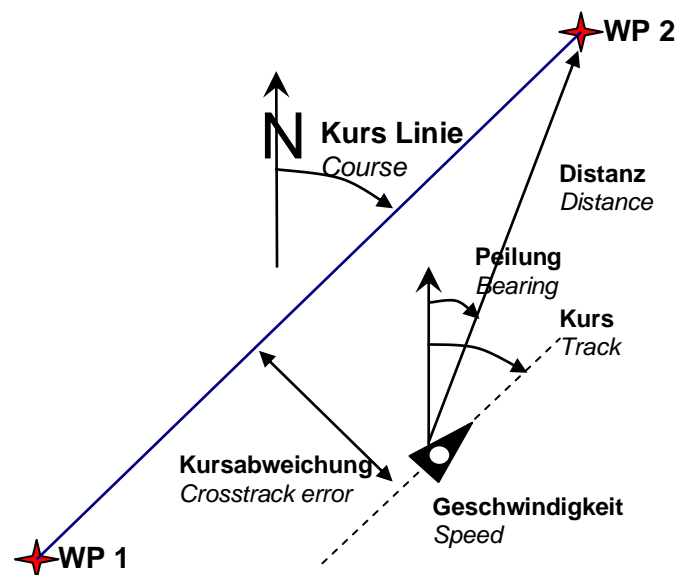 WP 2
N
Kurs Linie
Course
Distanz
Distance
Peilung
Bearing
Kurs
Track
Kursabweichung
Crosstrack error
Geschwindigkeit
Speed
WP 1